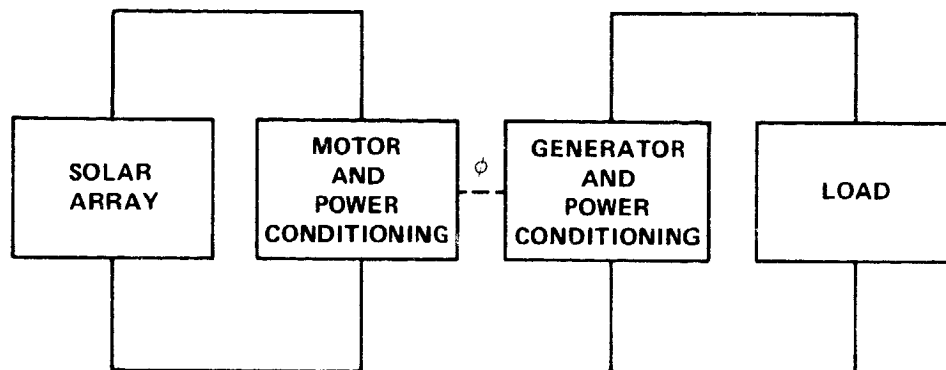 SOLAR
ARRAY
MOTOR
AND
POWER
CONDITIONING
ϕ
GENERATOR
AND
POWER
CONDITIONING
LOAD